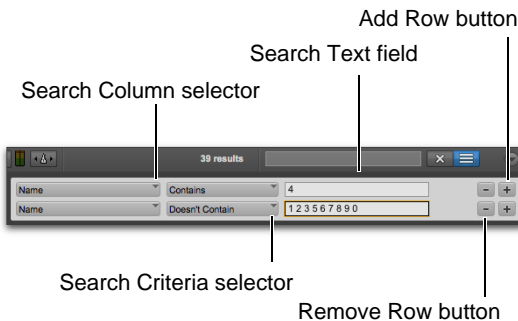 Add Row button
Search Text field
Search Column selector
39 results
Name Contains 4
Name Doesn't Contain 1 2 3 5 6 7 8 9 0
Search Criteria selector
Remove Row button